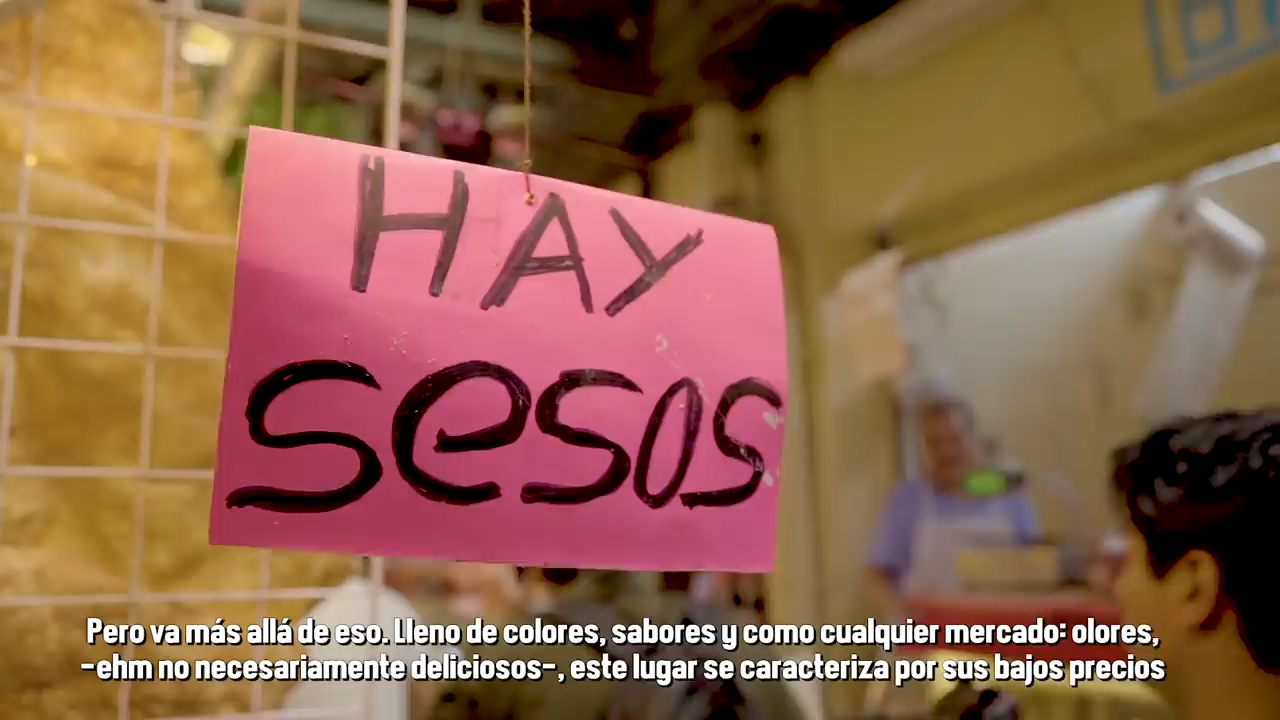 HAY
SeSOS
Pero va más allá de eso. Lleno de colores, sabores y como cualquier mercado: olores,
-ehm no necesariamente deliciosos-, este lugar se caracteriza por sus bajos precios